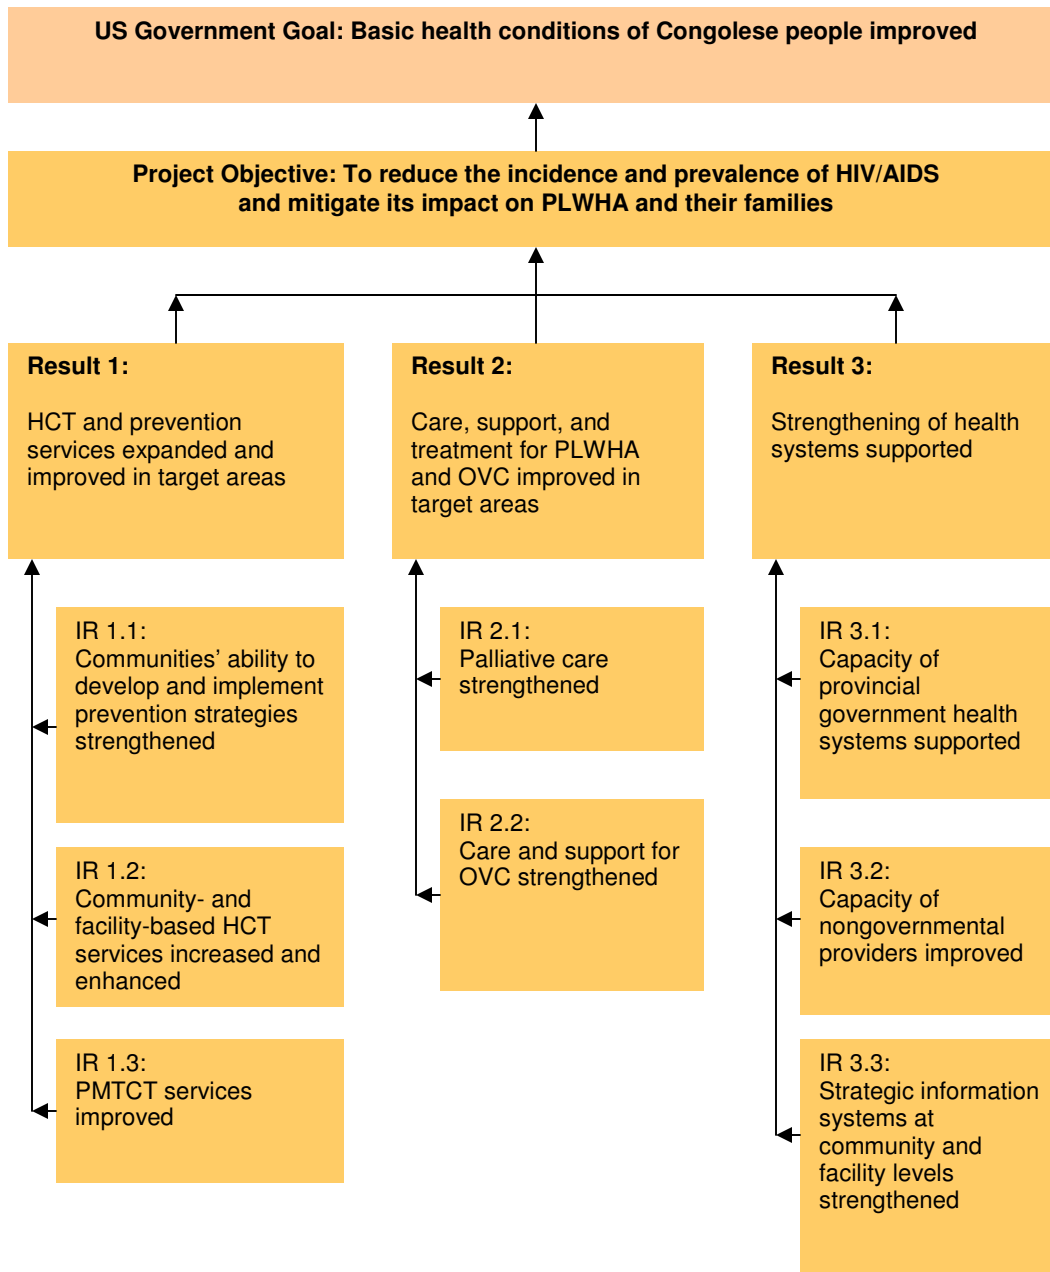 US Government Goal: Basic health conditions of Congolese people improved
Project Objective: To reduce the incidence and prevalence of HIV/AIDS
and mitigate its impact on PLWHA and their families
Result 1:
HCT and prevention
services expanded and
improved in target areas
IR 1.1:
Communities’ ability to
develop and implement
prevention strategies
strengthened
IR 1.2:
Community- and
facility-based HCT
services increased and
enhanced
IR 1.3:
PMTCT services
improved
Result 2:
Care, support, and
treatment for PLWHA
and OVC improved in
target areas
IR 2.1:
Palliative care
strengthened
IR 2.2:
Care and support for
OVC strengthened
Result 3:
Strengthening of health
systems supported
IR 3.1:
Capacity of
provincial
government health
systems supported
IR 3.2:
Capacity of
nongovernmental
providers improved
IR 3.3:
Strategic information
systems at
community and
facility levels
strengthened